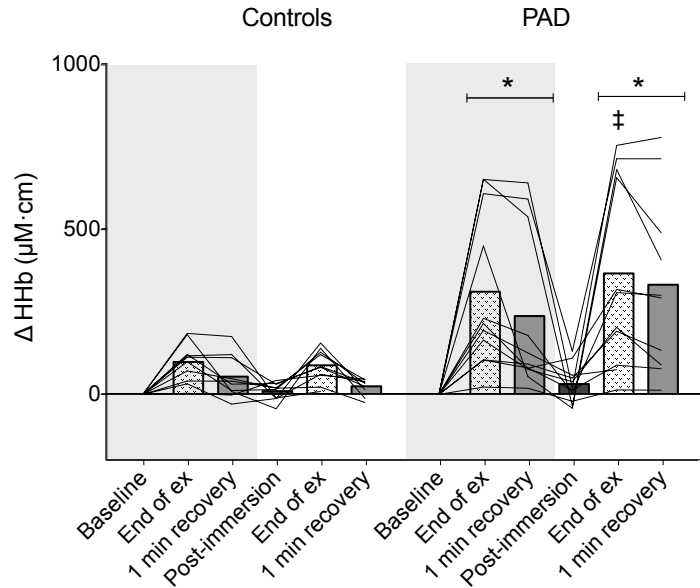 Controls
PAD
1000
500
0
Δ HHb (μM·cm)
*
*
‡
Baseline
End of ex
1 min recovery
Post-immersion
End of ex
1 min recovery
Baseline
End of ex
1 min recovery
Post-immersion
End of ex
1 min recovery